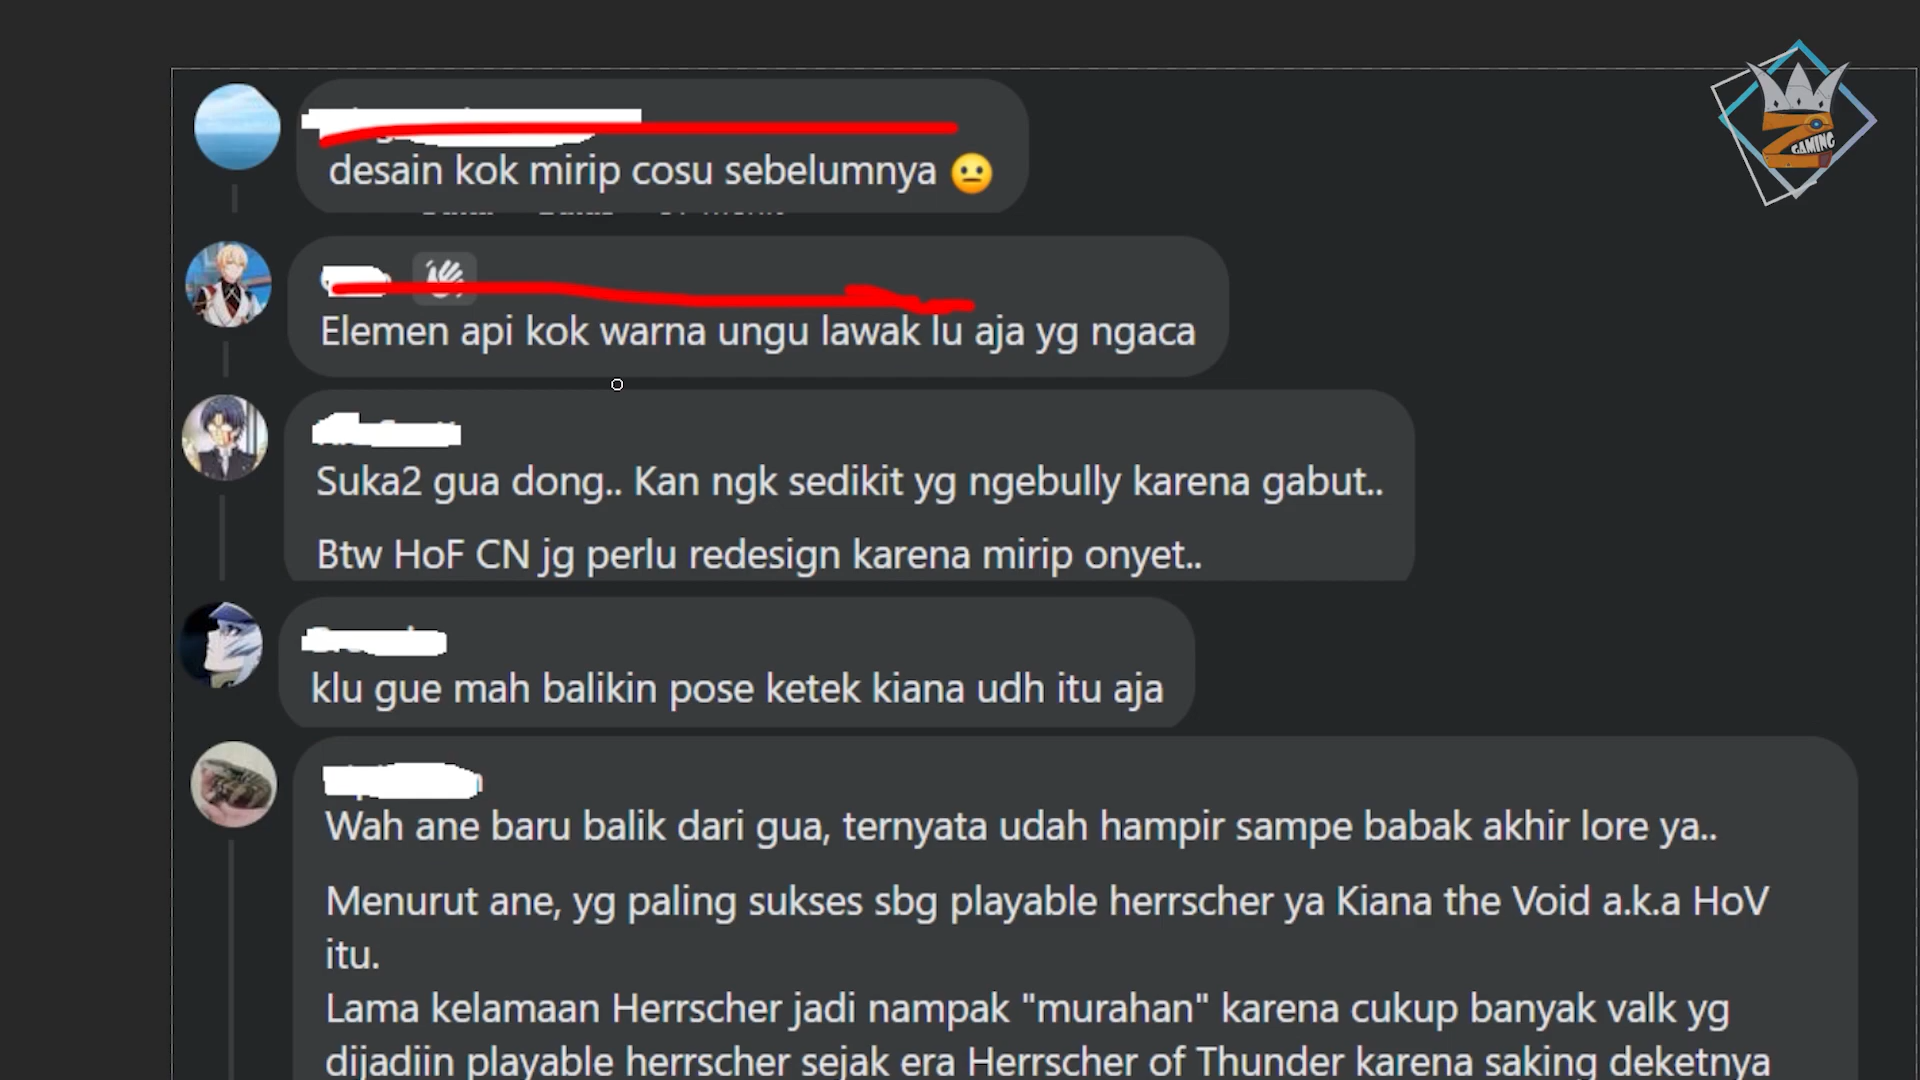 GAMING
desain kok mirip cosu sebelumnya 😐
Elemen api kok warna ungu lawak lu aja yg ngaca
Suka2 gua dong.. Kan ngk sedikit yg ngebully karena gabut..
Btw HoF CN jg perlu redesign karena mirip onyet..
klu gue mah balikin pose ketek kiana udh itu aja
Wah ane baru balik dari gua, ternyata udah hampir sampe babak akhir lore ya..
Menurut ane, yg paling sukses sbg playable herrscher ya Kiana the Void a.k.a HoV
itu.
Lama kelamaan Herrscher jadi nampak "murahan" karena cukup banyak valk yg
dijadiin playable herrscher sejak era Herrscher of Thunder karena saking deketnya